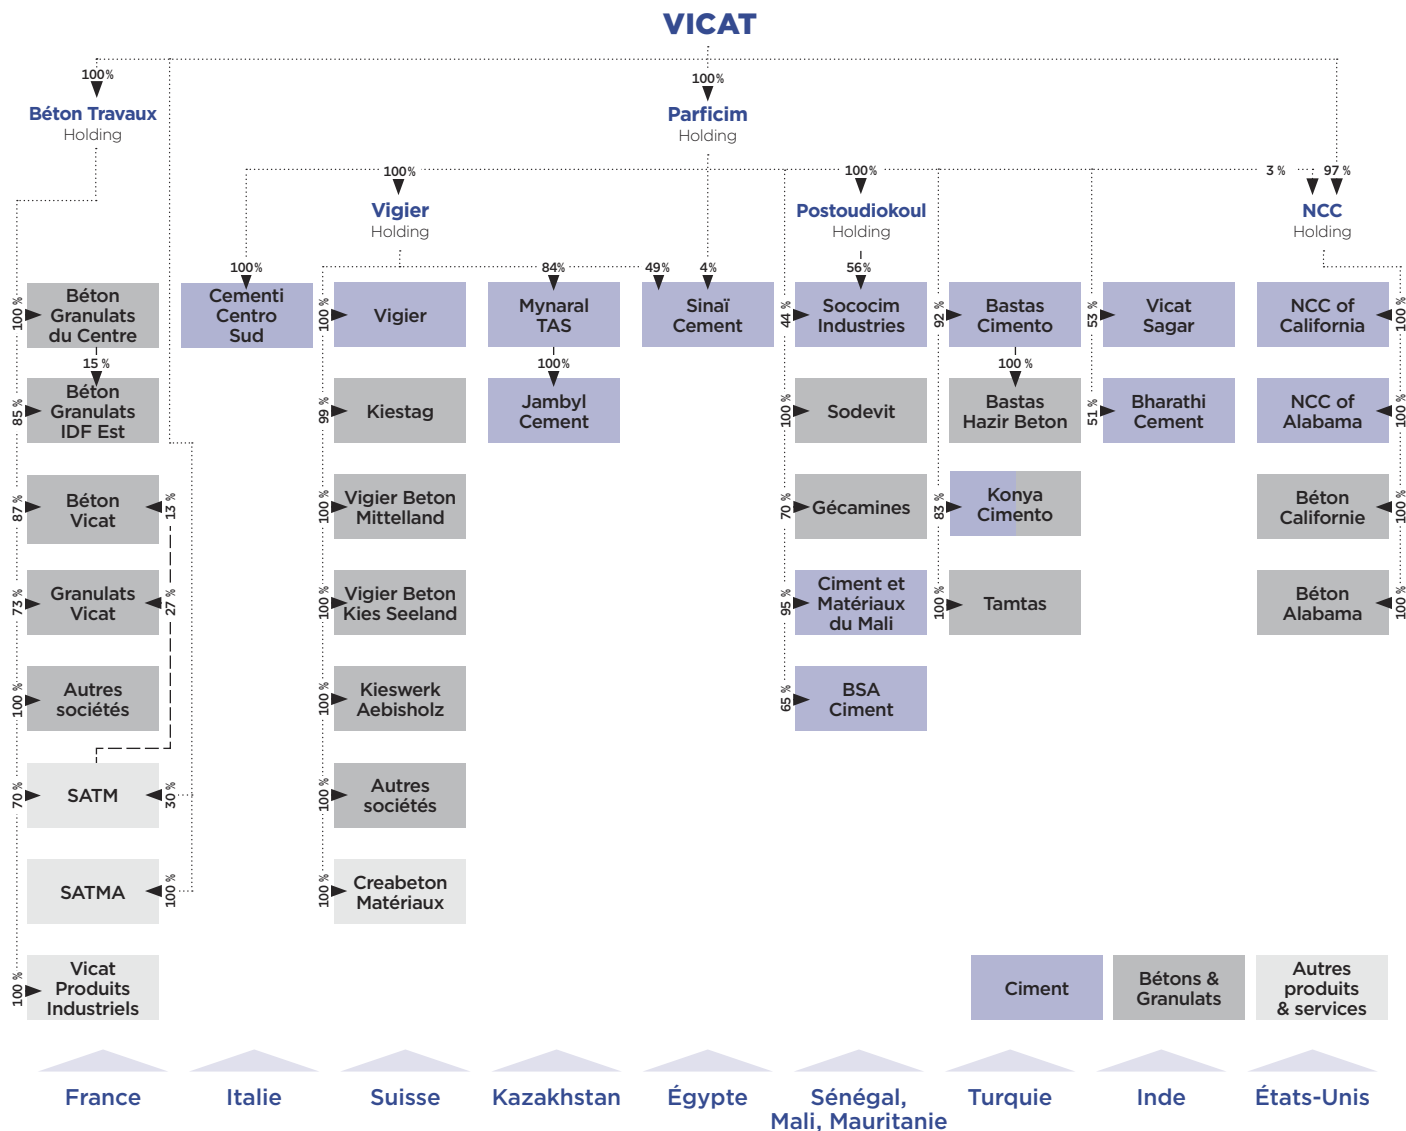 VICAT
100%
100%
Béton Travaux
Holding
Parficim
Holding
100%
100%
3 %
97 %
Vigier
Holding
Postoudiokoul
Holding
NCC
Holding
100%
84%
49%
4%
56%
100 %
Béton
Granulats
du Centre
Cementi
Centro
Sud
100 %
Vigier
Mynaral
TAS
Sinaï
Cement
44 %
Sococim
Industries
92 %
Bastas
Cimento
53 %
Vicat
Sagar
NCC of
California
100 %
15 %
100%
100 %
85 %
Béton
Granulats
IDF Est
99 %
Kiestag
Jambyl
Cement
100 %
Sodevit
Bastas
Hazir Beton
51 %
Bharathi
Cement
NCC of
Alabama
100 %
87 %
Béton
Vicat
13 %
100 %
Vigier Beton
Mittelland
70 %
Gécamines
83 %
Konya
Cimento
Béton
Californie
100 %
73 %
Granulats
Vicat
27 %
100 %
Vigier Beton
Kies Seeland
95 %
Ciment et
Matériaux
du Mali
100 %
Tamtas
Béton
Alabama
100 %
100 %
Autres
sociétés
100 %
Kieswerk
Aebisholz
65 %
BSA
Ciment
70 %
SATM
30 %
100 %
Autres
sociétés
SATMA
100 %
100 %
Creabeton
Matériaux
100 %
Vicat
Produits
Industriels
Ciment
Bétons &
Granulats
Autres
produits
& services
France
Italie
Suisse
Kazakhstan
Égypte
Sénégal,
Mali, Mauritanie
Turquie
Inde
États-Unis